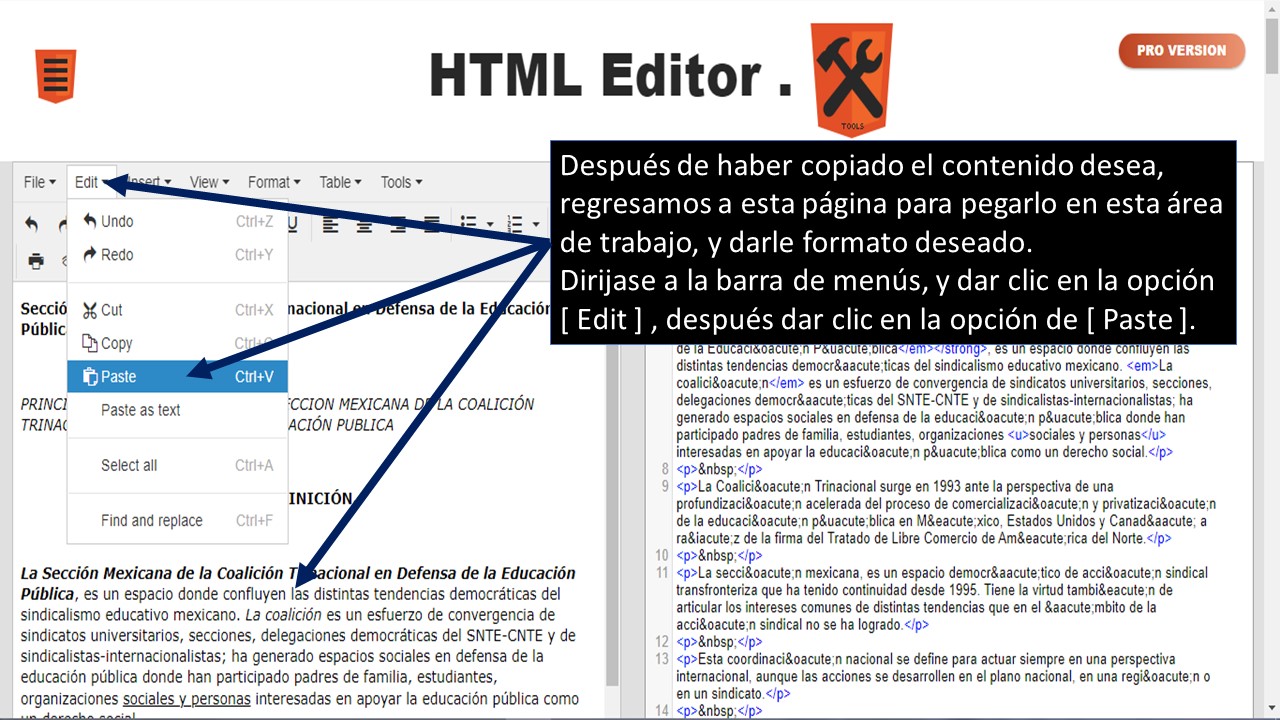 HTML Editor .
TOOLS
PRO VERSION
File Edit Insert View Format Table Tools
Undo Ctrl+Z
Redo Ctrl+Y
Cut Ctrl+X
Copy
Paste Ctrl+V
Paste as text
Select all Ctrl+A
Find and replace Ctrl+F
Después de haber copiado el contenido desea,
regresamos a esta página para pegarlo en esta área
de trabajo, y darle formato deseado.
Dirijase a la barra de menús, y dar clic en la opción
[ Edit ] , después dar clic en la opción de [ Paste ].
en Defensa de la Educación
MEXICANA DE LA COALICIÓN
PUBLICA
La Sección Mexicana de la Coalición en Defensa de la Educación
Pública, es un espacio donde confluyen las distintas tendencias democráticas del
sindicalismo educativo mexicano. La coalición es un esfuerzo de convergencia de
sindicatos universitarios, secciones, delegaciones democráticas del SNTE-CNTE y de
sindicalistas-internacionalistas; ha generado espacios sociales en defensa de la
educación pública donde han participado padres de familia, estudiantes,
organizaciones sociales y personas interesadas en apoyar la educación pública como
un derecho social
de la Educaci&oacute;n P&uacute;blica</em></strong>, es un espacio donde confluyen las
distintas tendencias democr&aacute;ticas del sindicalismo educativo mexicano. <em>La
coalici&oacute;n</em> es un esfuerzo de convergencia de sindicatos universitarios, secciones,
delegaciones democr&aacute;ticas del SNTE-CNTE y de sindicalistas-internacionalistas; ha
generado espacios sociales en defensa de la educaci&oacute;n p&uacute;blica donde han
participado padres de familia, estudiantes, organizaciones <u>sociales y personas</u>
interesadas en apoyar la educaci&oacute;n p&uacute;blica como un derecho social.</p>
8 <p>&nbsp;</p>
9 <p>La Coalici&oacute;n Trinacional surge en 1993 ante la perspectiva de una
profundizaci&oacute;n acelerada del proceso de comercializaci&oacute;n y privatizaci&oacute;n
de la educaci&oacute;n p&uacute;blica en M&eacute;xico, Estados Unidos y Canad&aacute; a
ra&iacute;z de la firma del Tratado de Libre Comercio de Am&eacute;rica del Norte.</p>
10 <p>&nbsp;</p>
11 <p>La secci&oacute;n mexicana, es un espacio democr&aacute;tico de acci&oacute;n sindical
transfronteriza que ha tenido continuidad desde 1995. Tiene la virtud tambi&eacute;n de
articular los intereses comunes de distintas tendencias que en el &aacute;mbito de la
acci&oacute;n sindical no se ha logrado.</p>
12 <p>&nbsp;</p>
13 <p>Esta coordinaci&oacute;n nacional se define para actuar siempre en una perspectiva
internacional, aunque las acciones se desarrollen en el plano nacional, en una regi&oacute;n o
en un sindicato.</p>
14 <p>&nbsp;</p>